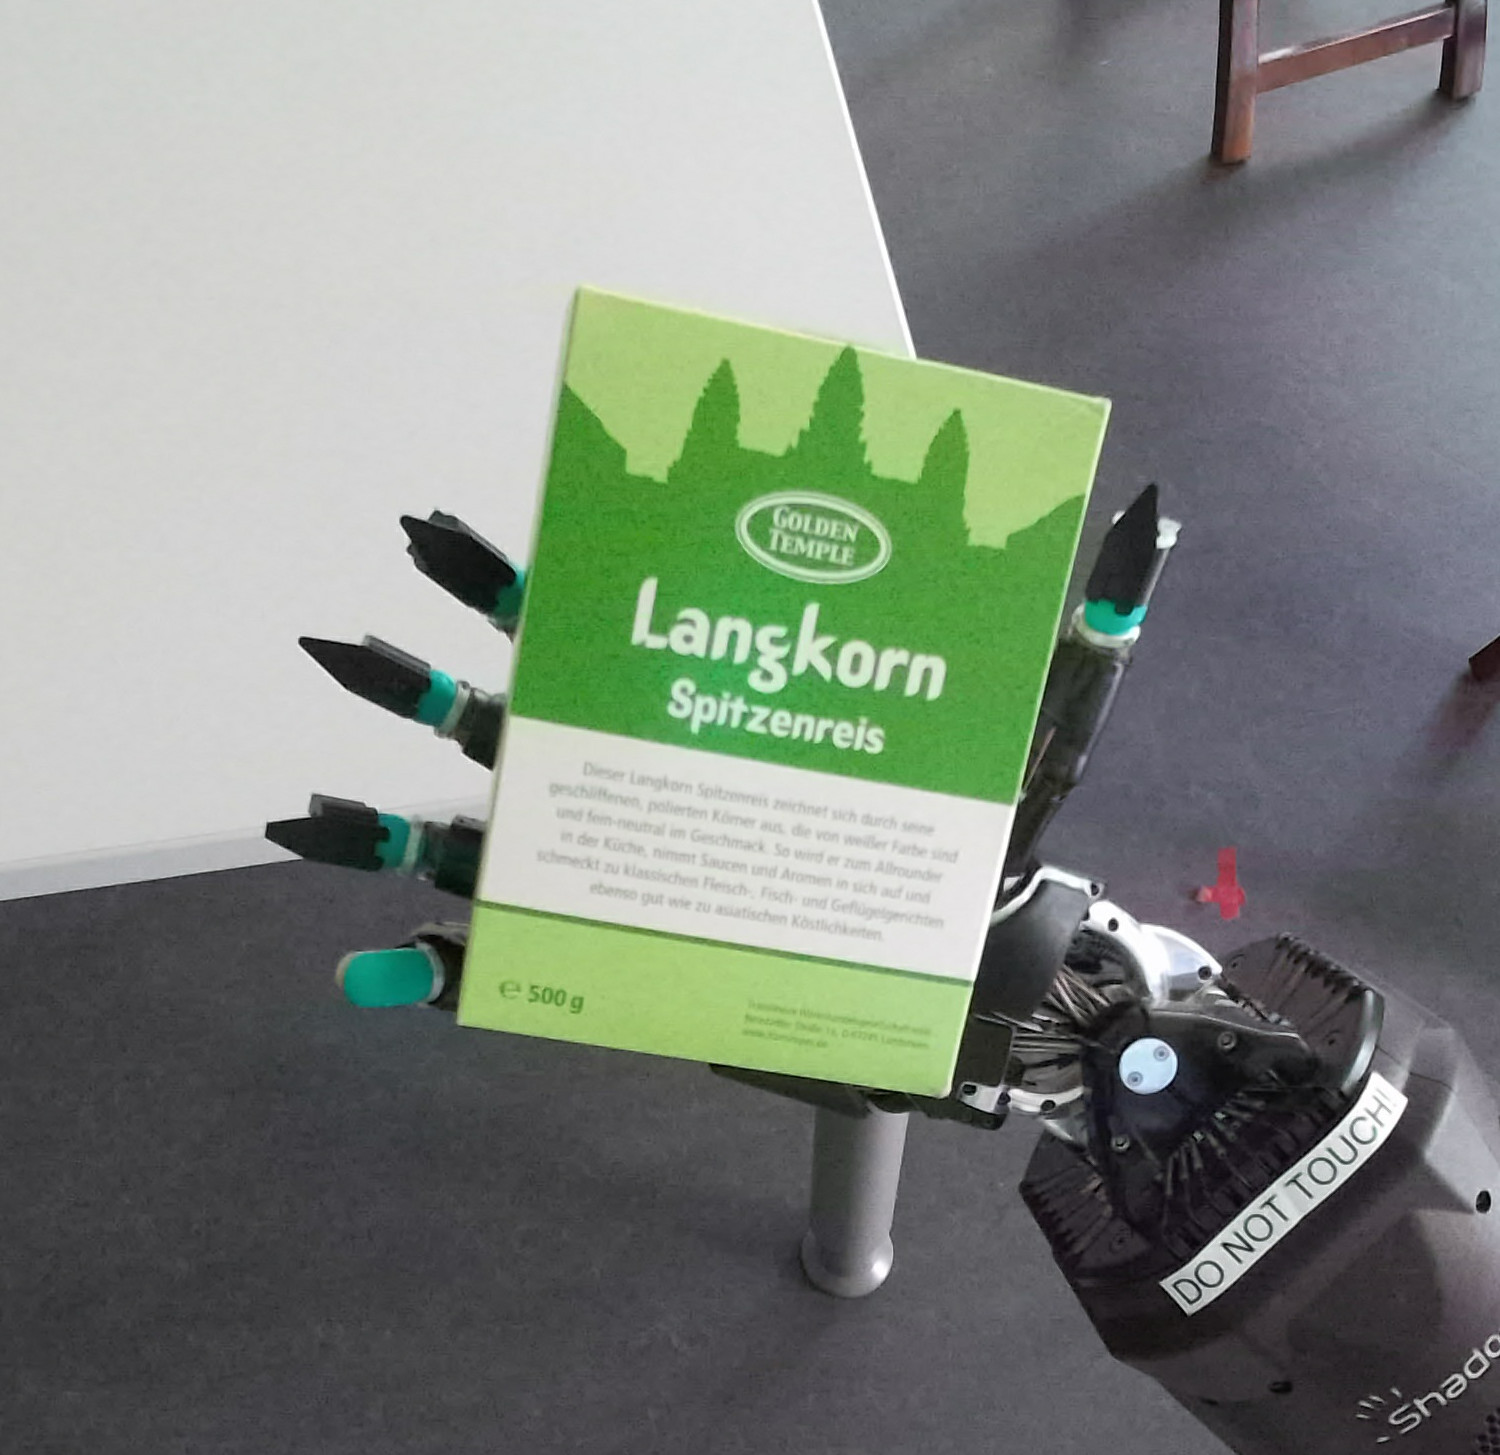 GOLDEN
TEMPLE
Langkorn
Spitzenreis
Dieser Langkorn Spitzenreis zeichnet sich durch seine
geschliffenen, polierten Körner aus, die von weißer Farbe sind
und fein-neutral im Geschmack. So wird er zum Allrounder
in der Küche, nimmt Saucen und Aromen in sich auf und
schmeckt zu klassischen Fleisch-, Fisch- und Geflügelgerichten
ebenso gut wie zu asiatischen Köstlichkeiten.
℮ 500 g
DO NOT TOUCH!
Shado